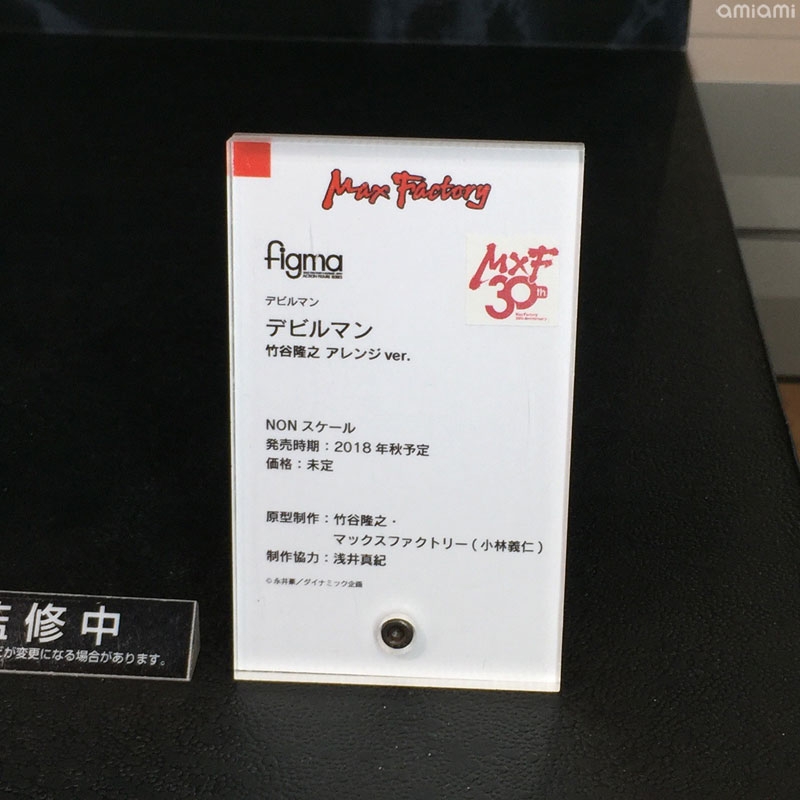 amiami
Max Factory
figma
MXF
30th
デビルマン
デビルマン
竹谷隆之 アレンジ ver.
NON スケール
発売時期：2018 年秋予定
価格：未定
原型制作：竹谷隆之・
マックスファクトリー ( 小林義仁 )
制作協力：浅井真紀
©永井豪／ダイナミック企画
監修中
が変更になる場合があります。